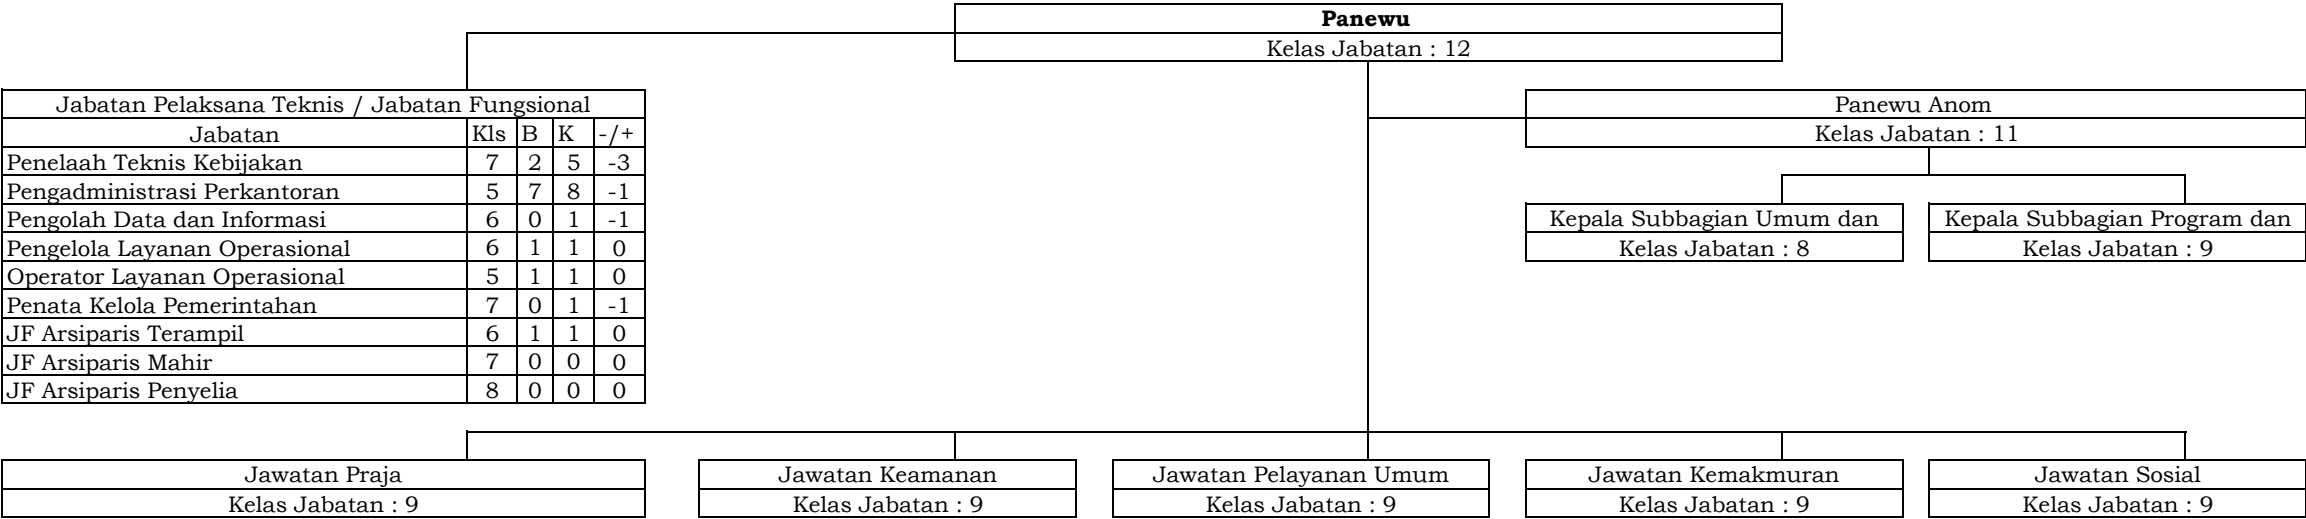 Panewu
Kelas Jabatan : 12
Jabatan Pelaksana Teknis / Jabatan Fungsional
Jabatan Kls B K -/+
Penelaah Teknis Kebijakan 7 2 5 -3
Pengadministrasi Perkantoran 5 7 8 -1
Pengolah Data dan Informasi 6 0 1 -1
Pengelola Layanan Operasional 6 1 1 0
Operator Layanan Operasional 5 1 1 0
Penata Kelola Pemerintahan 7 0 1 -1
JF Arsiparis Terampil 6 1 1 0
JF Arsiparis Mahir 7 0 0 0
JF Arsiparis Penyelia 8 0 0 0
Panewu Anom
Kelas Jabatan : 11
Kepala Subbagian Umum dan
Kelas Jabatan : 8
Kepala Subbagian Program dan
Kelas Jabatan : 9
Jawatan Praja
Kelas Jabatan : 9
Jawatan Keamanan
Kelas Jabatan : 9
Jawatan Pelayanan Umum
Kelas Jabatan : 9
Jawatan Kemakmuran
Kelas Jabatan : 9
Jawatan Sosial
Kelas Jabatan : 9